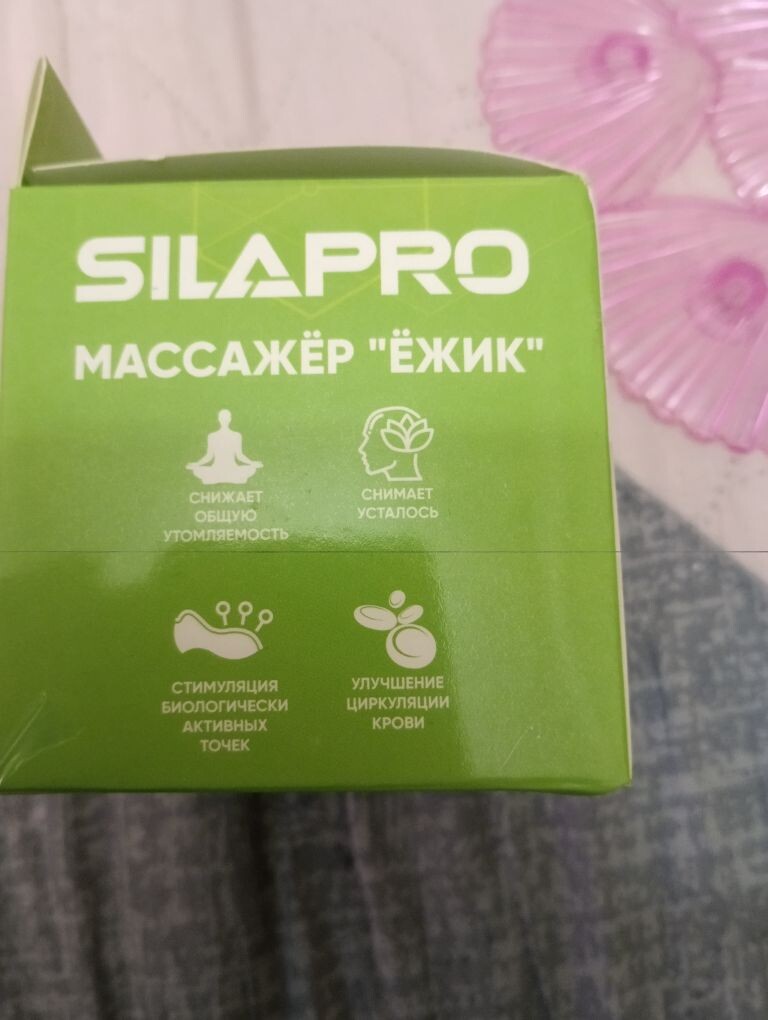 SILAPRO
МАССАЖЁР "ЁЖИК"
СНИЖАЕТ
ОБЩУЮ
УТОМЛЯЕМОСТЬ
СНИМАЕТ
УСТАЛОСЬ
СТИМУЛЯЦИЯ
БИОЛОГИЧЕСКИ
АКТИВНЫХ
ТОЧЕК
УЛУЧШЕНИЕ
ЦИРКУЛЯЦИИ
КРОВИ